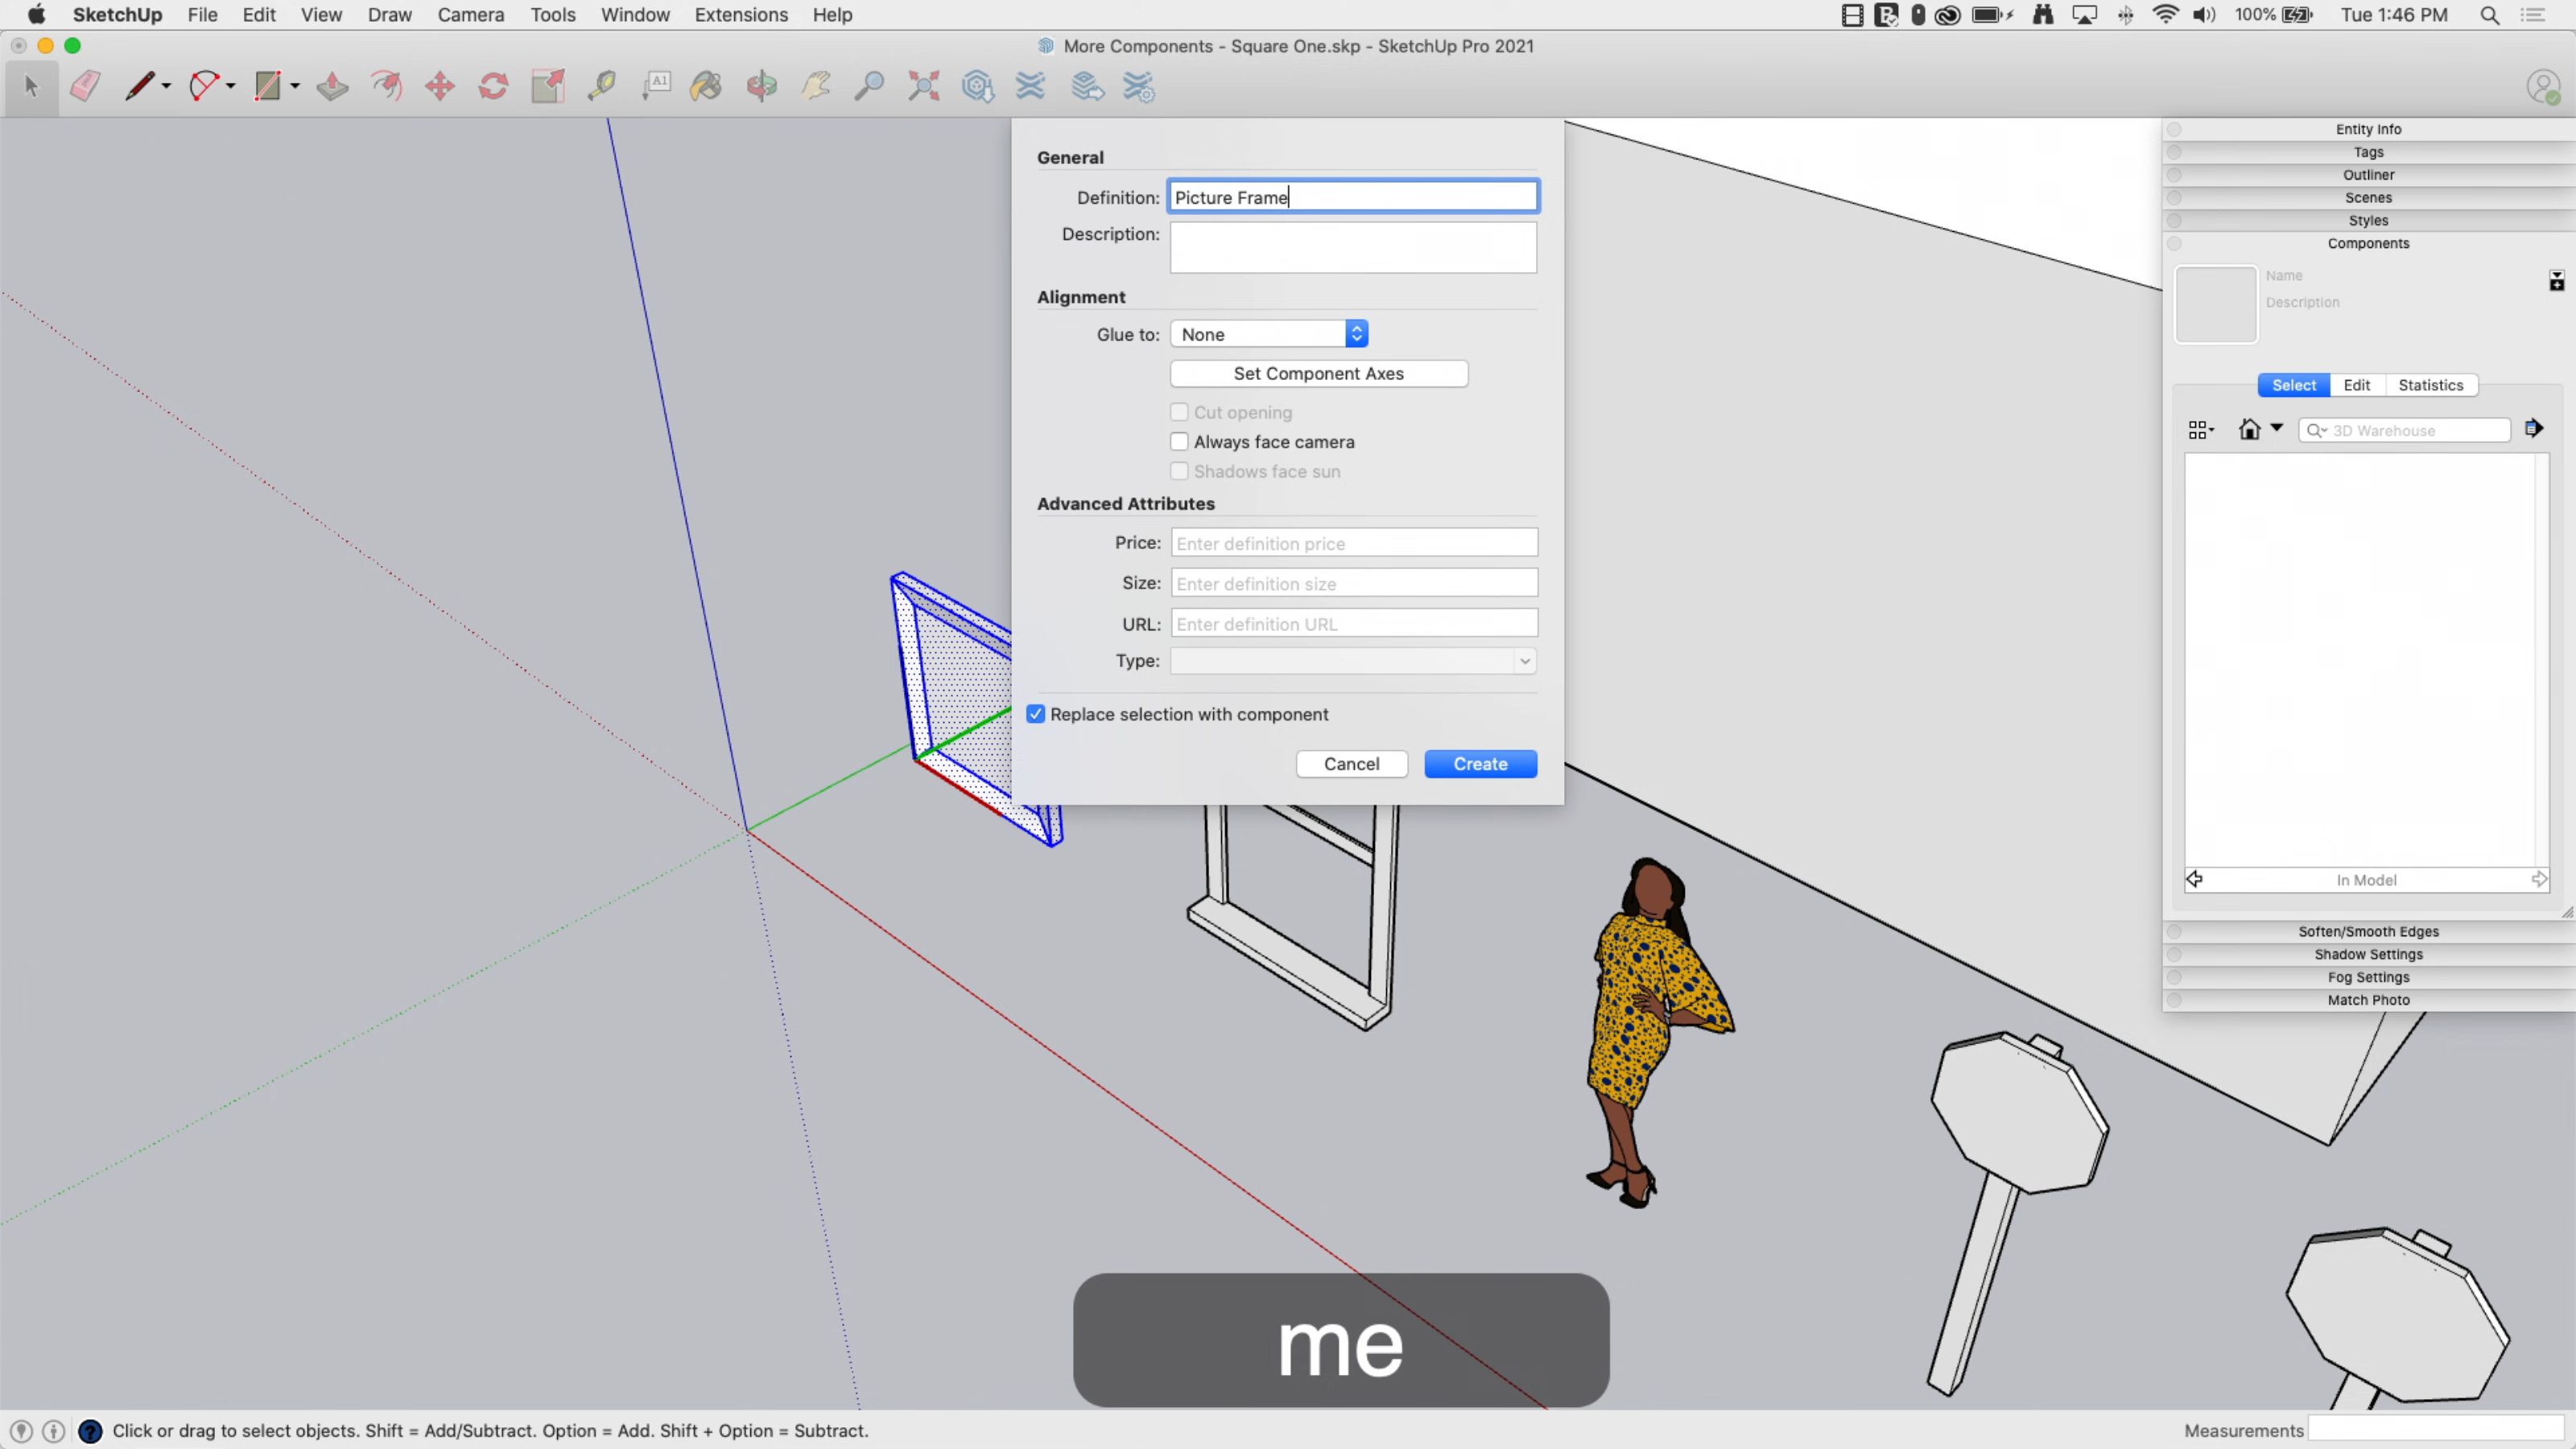 SketchUp File Edit View Draw Camera Tools Window Extensions Help 100% Tue 1:46 PM
More Components - Square One.skp - SketchUp Pro 2021
A1
General
Definition: Picture Frame
Description:
Alignment
Glue to: None
Set Component Axes
Cut opening
Always face camera
Shadows face sun
Advanced Attributes
Price: Enter definition price
Size: Enter definition size
URL: Enter definition URL
Type:
Replace selection with component
Cancel Create
Entity Info
Tags
Outliner
Scenes
Styles
Components
Name
Description
Select Edit Statistics
3D Warehouse
In Model
Soften/Smooth Edges
Shadow Settings
Fog Settings
Match Photo
me
Click or drag to select objects. Shift = Add/Subtract. Option = Add. Shift + Option = Subtract.
Measurements